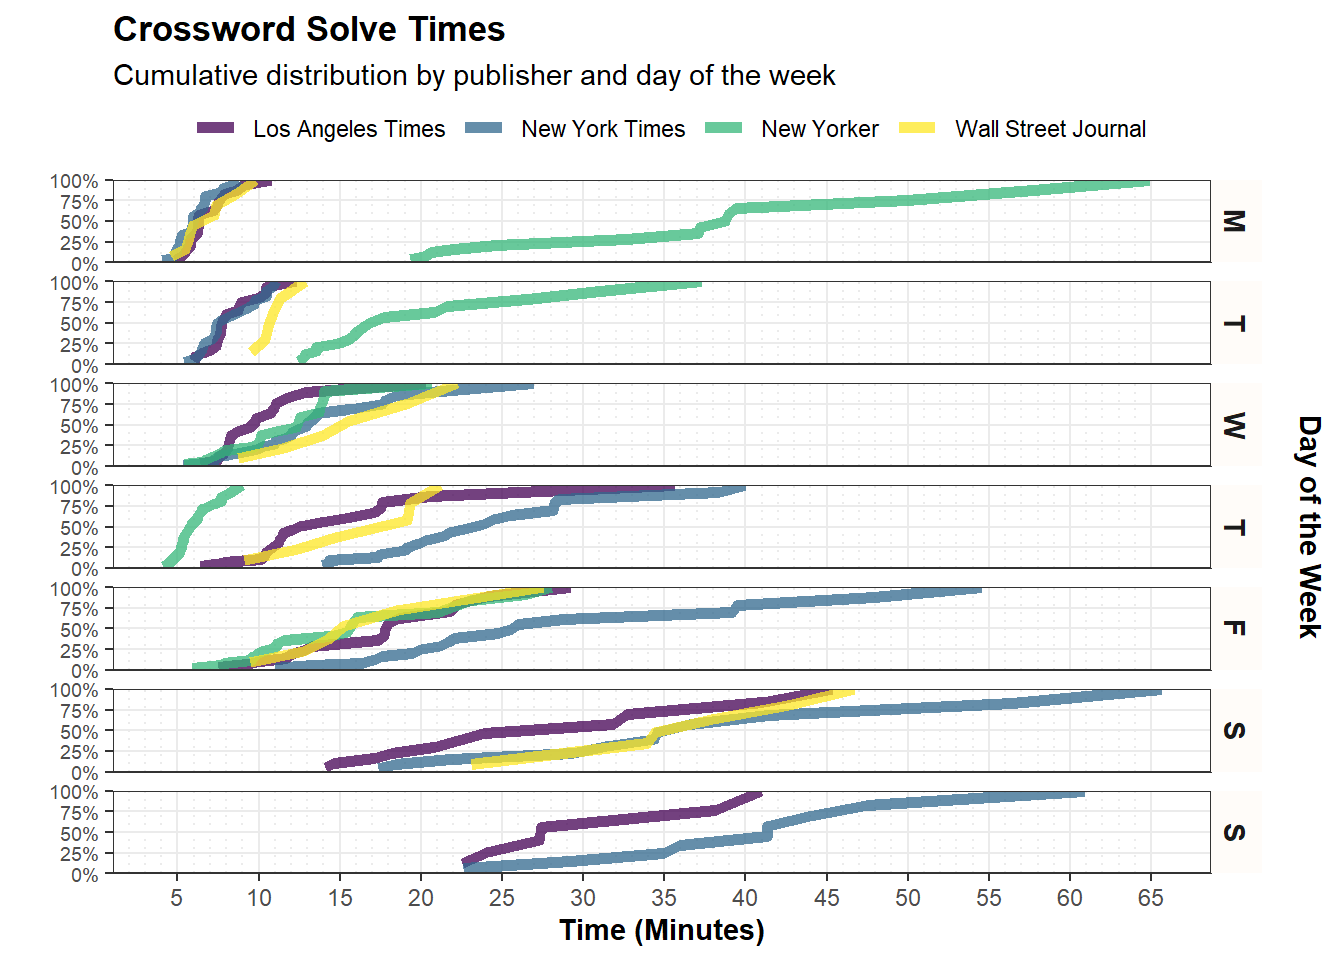 Crossword Solve Times
Cumulative distribution by publisher and day of the week
Los Angeles Times New York Times New Yorker Wall Street Journal
100%
75%
50%
25%
0%
M
100%
75%
50%
25%
0%
T
100%
75%
50%
25%
0%
W
100%
75%
50%
25%
0%
T
100%
75%
50%
25%
0%
F
100%
75%
50%
25%
0%
S
100%
75%
50%
25%
0%
S
Day of the Week
5 10 15 20 25 30 35 40 45 50 55 60 65
Time (Minutes)